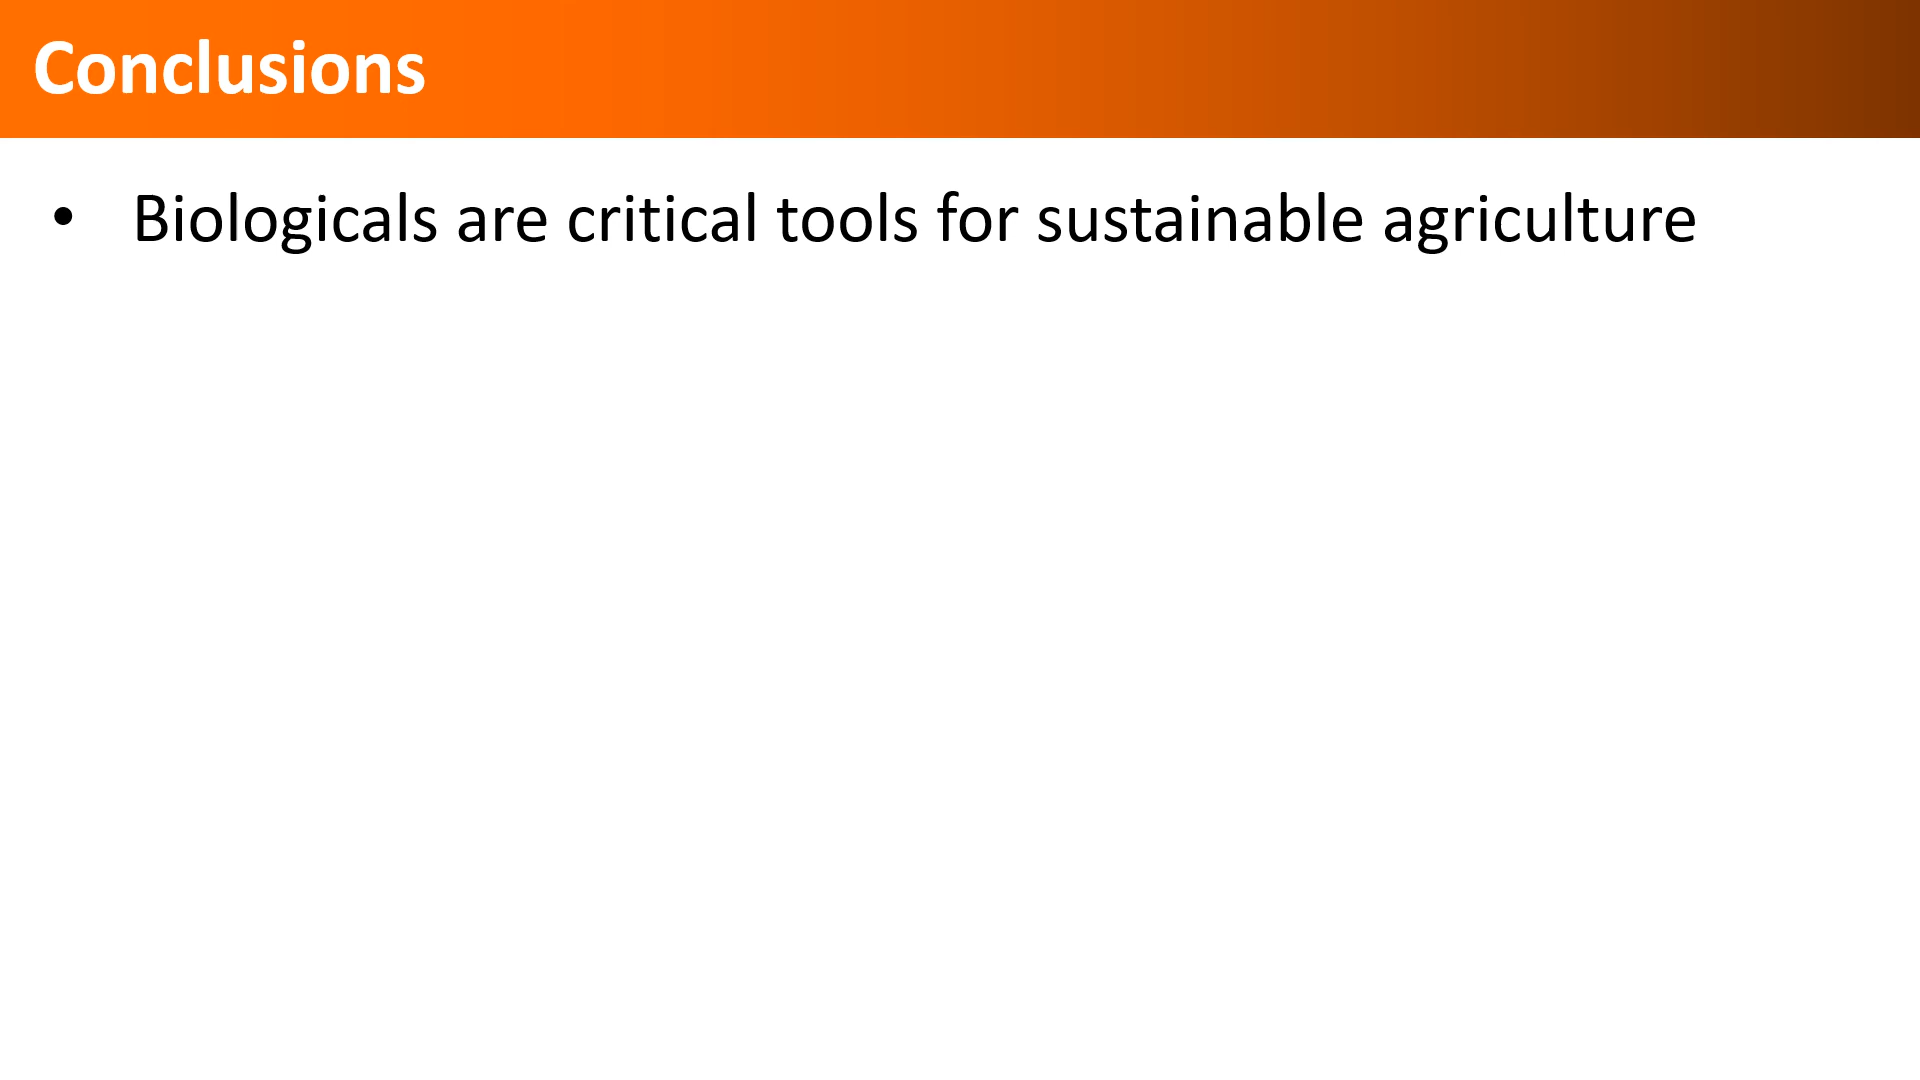 Conclusions
• Biologicals are critical tools for sustainable agriculture